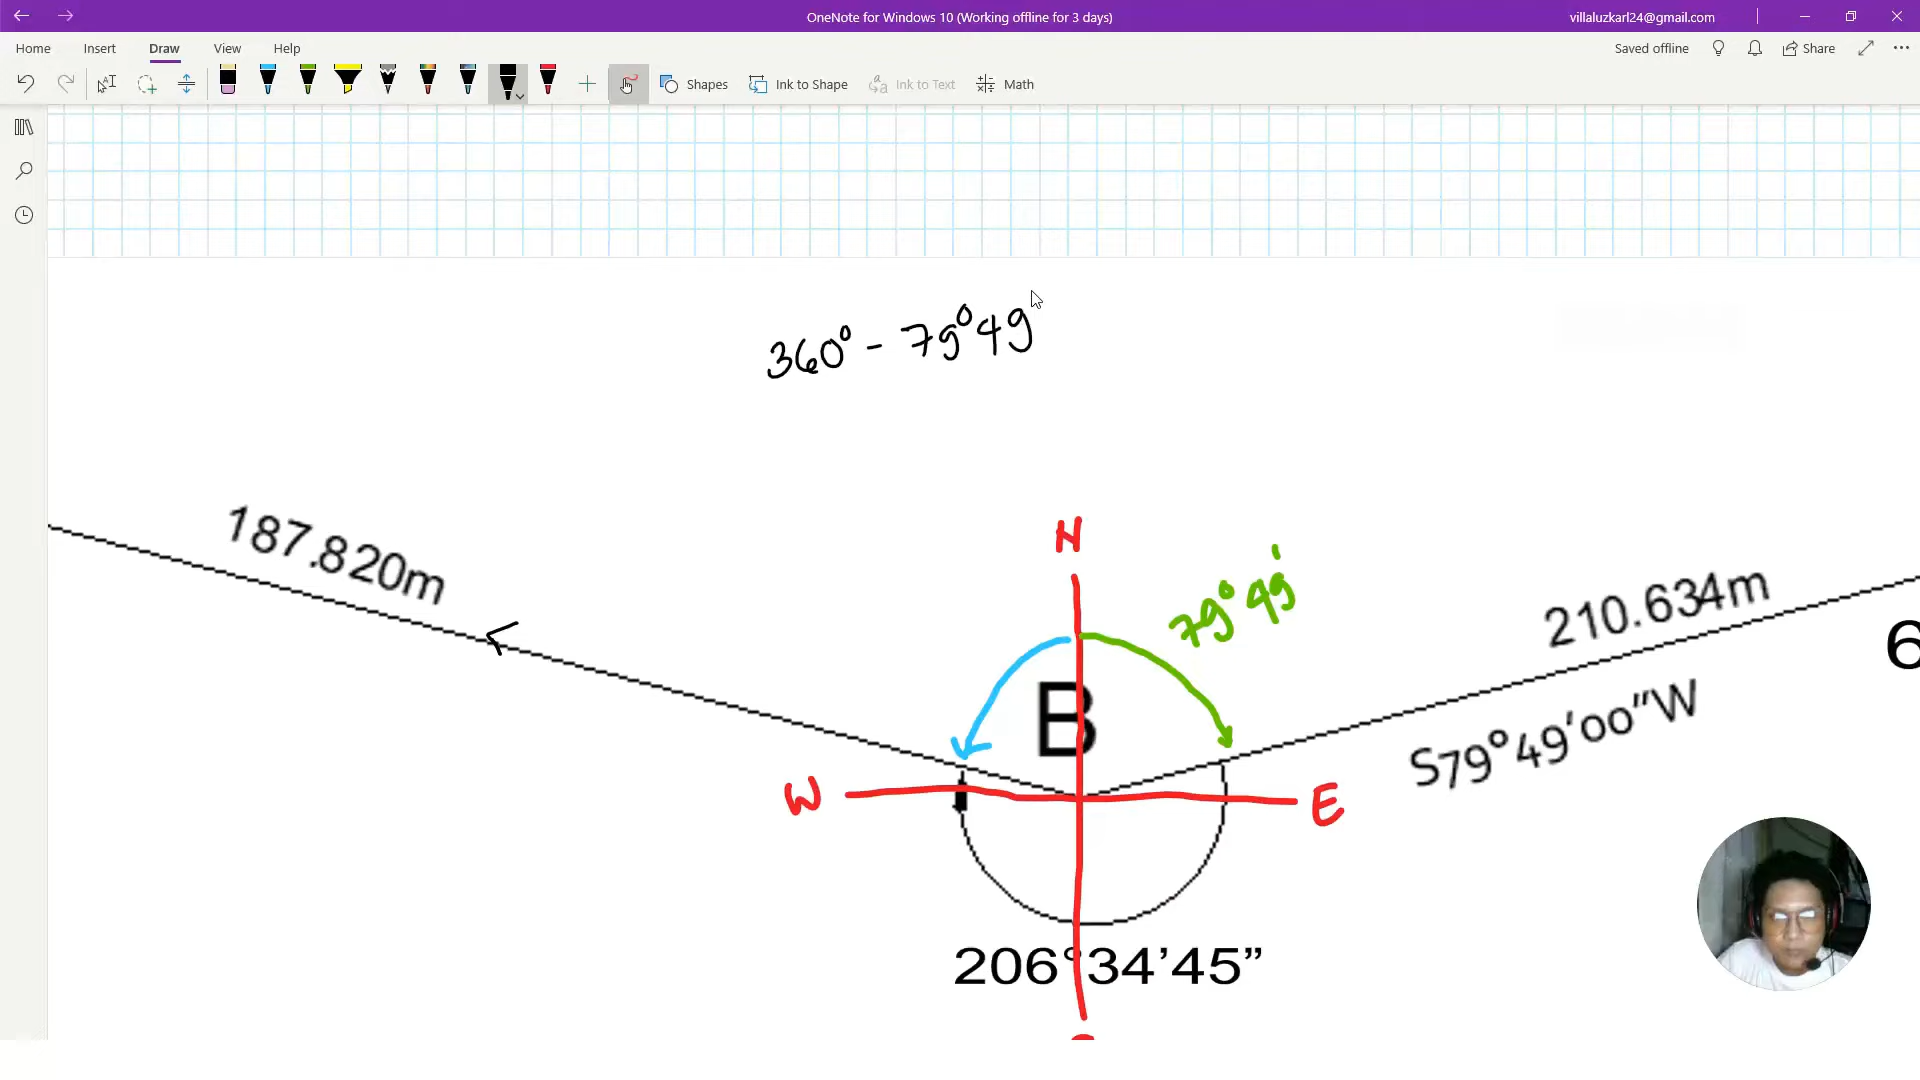 OneNote for Windows 10 (Working offline for 3 days)
villaluzkarl24@gmail.com
Home Insert Draw View Help
Saved offline
Share
Shapes
Ink to Shape
Ink to Text
Math
360° - 79°49'
187.820m
N
79°49'
210.634m
6
B
S79°49'00"W
W
E
206°34'45”